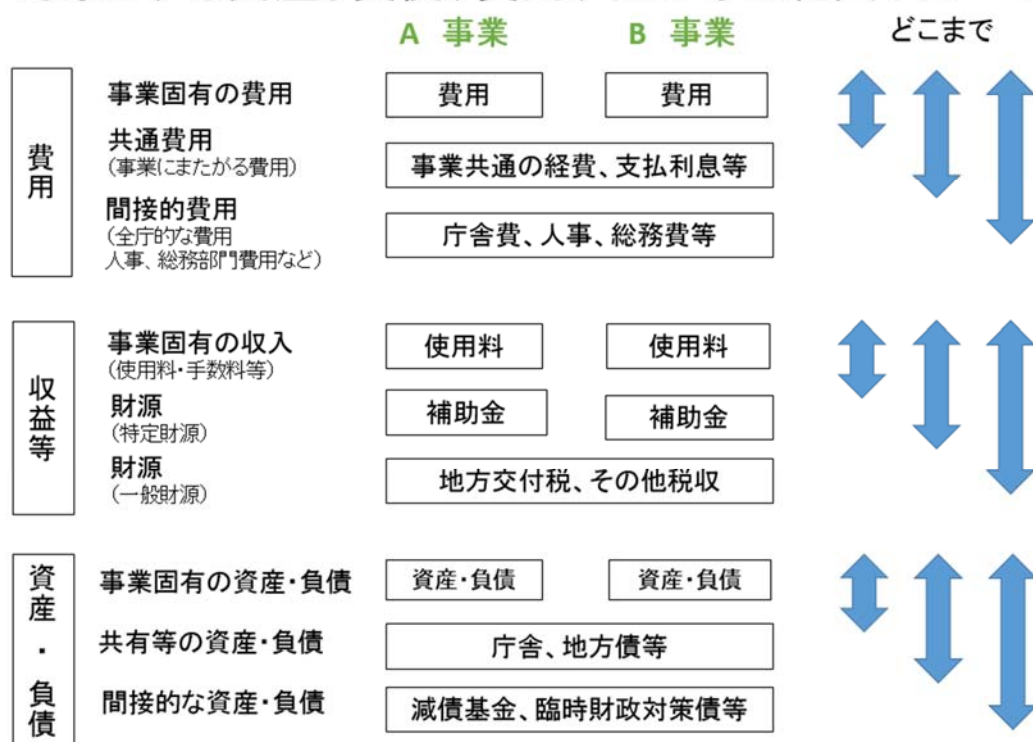 A 事業 B 事業 どこまで
費用
事業固有の費用 費用 費用
共通費用
(事業にまたがる費用) 事業共通の経費、支払利息等
間接的費用
(全庁的な費用 庁舎費、人事、総務費等
人事、総務部門費用など)
収益等
事業固有の収入 使用料 使用料
(使用料・手数料等)
財源 補助金 補助金
(特定財源)
財源 地方交付税、その他税収
(一般財源)
資産・負債
事業固有の資産・負債 資産・負債 資産・負債
共有等の資産・負債 庁舎、地方債等
間接的な資産・負債 減債基金、臨時財政対策債等